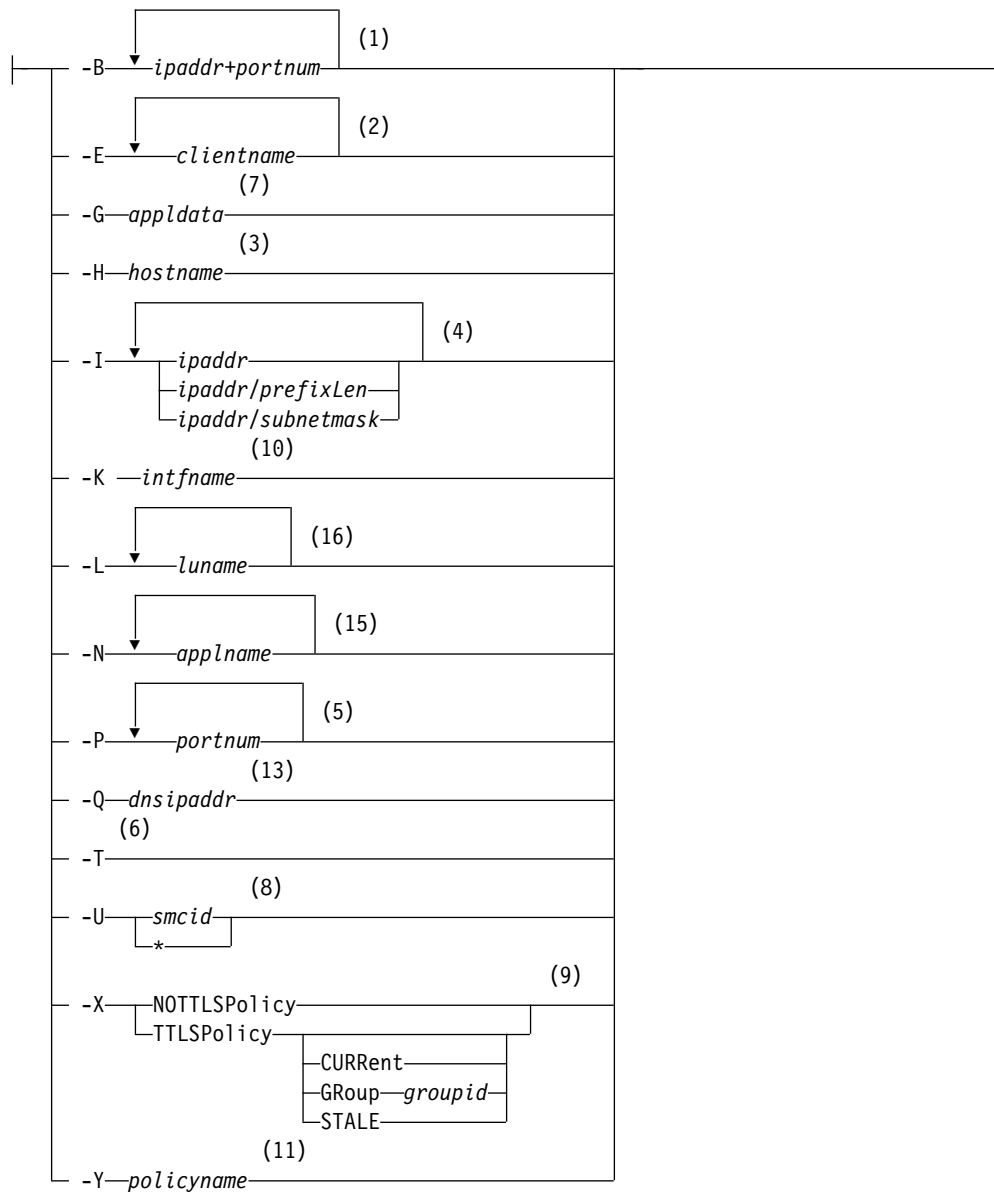 (1)
-B ipaddr+portnum
(2)
-E clientname
(7)
-G appldata
(3)
-H hostname
(4)
-I ipaddr
ipaddr/prefixLen
ipaddr/subnetmask
(10)
-K intfname
(16)
-L luname
(15)
-N applname
(5)
-P portnum
(13)
-Q dnsipaddr
(6)
-T
(8)
-U smcid
*
(9)
-X NOTTLSPolicy
TTLSPolicy
CURRent
GRoup groupid
STALE
(11)
-Y policyname